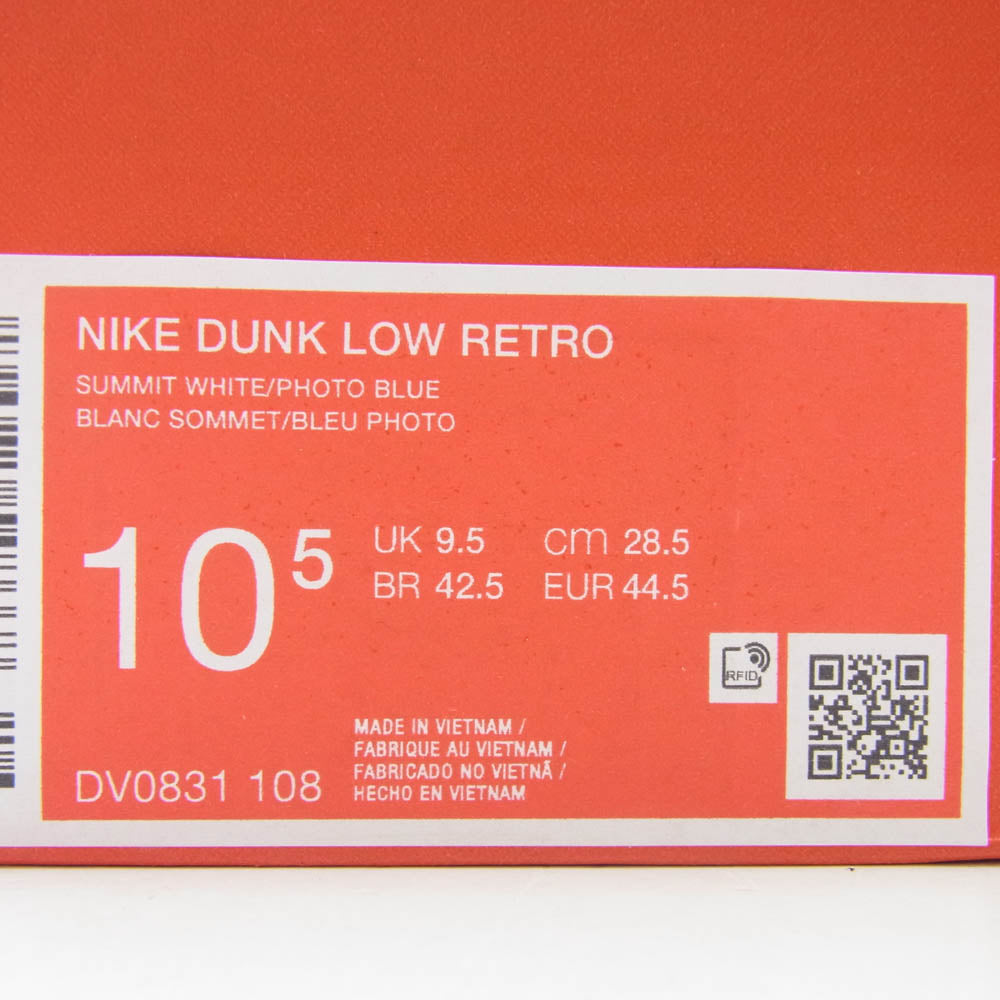 NIKE DUNK LOW RETRO
SUMMIT WHITE/PHOTO BLUE
BLANC SOMMET/BLEU PHOTO
10 5
UK 9.5 cm 28.5
BR 42.5 EUR 44.5
RFID
MADE IN VIETNAM /
FABRIQUE AU VIETNAM /
FABRICADO NO VIETNÃ /
HECHO EN VIETNAM
DV0831 108